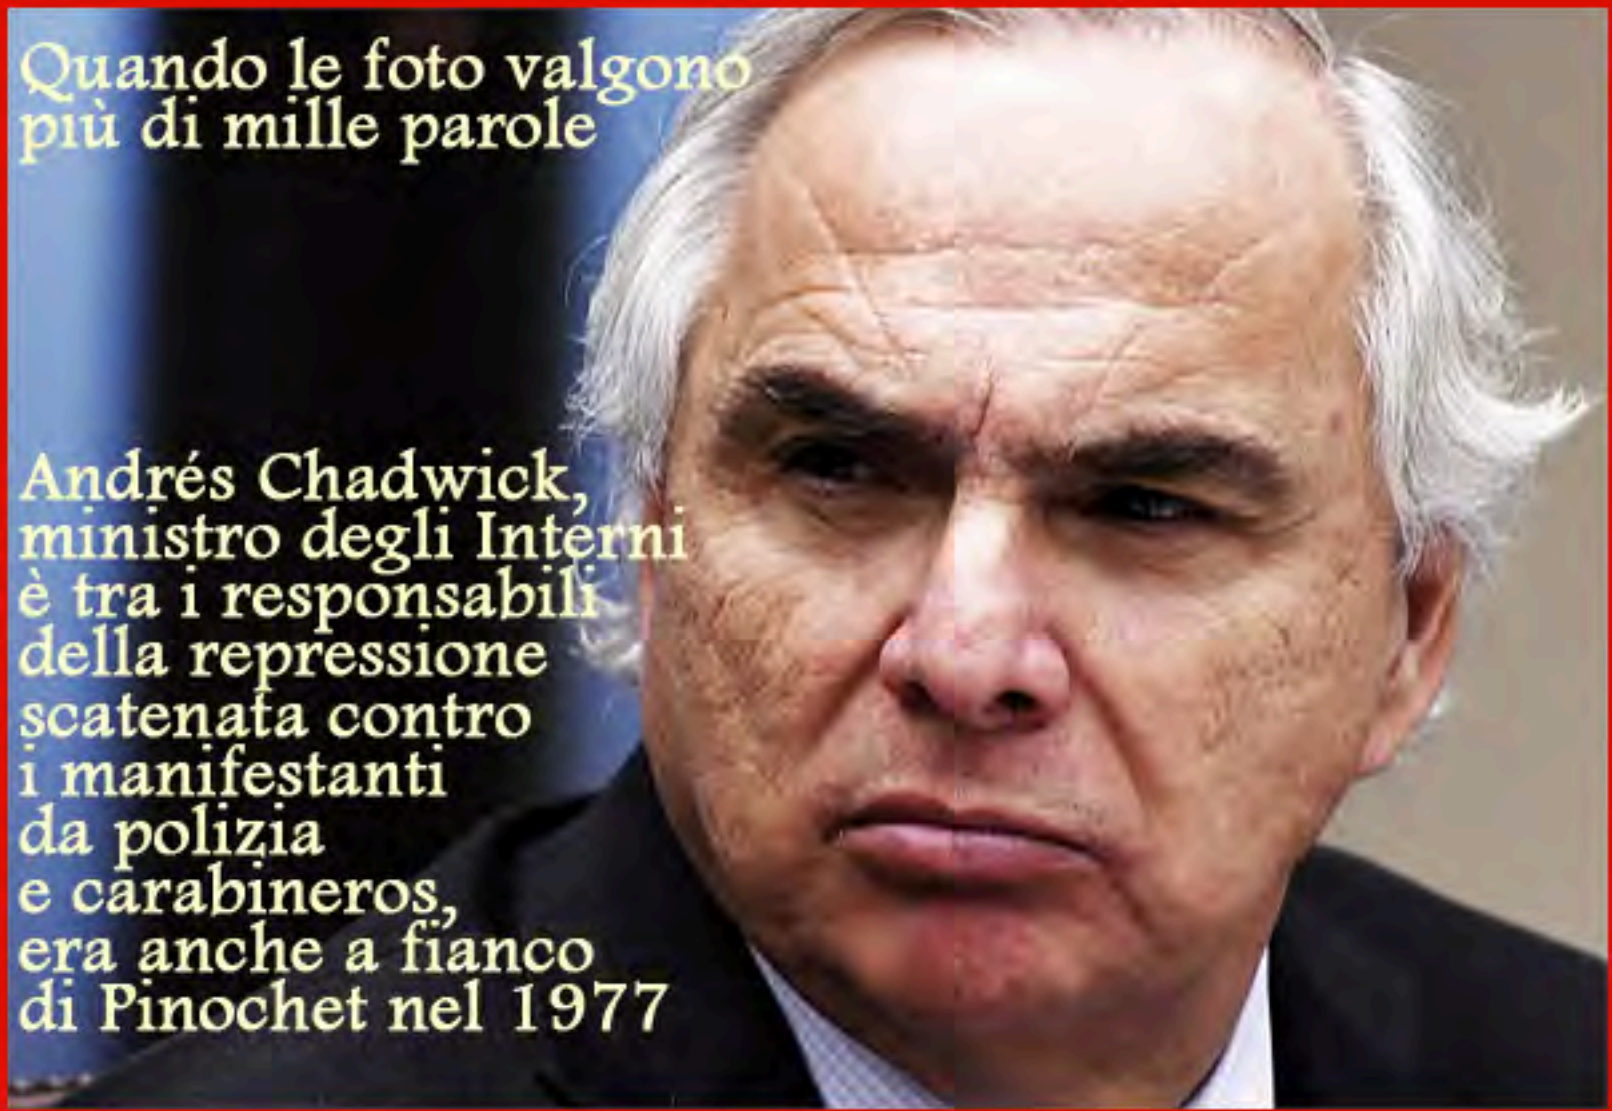 Quando le foto valgono
più di mille parole
Andrés Chadwick,
ministro degli Interni
è tra i responsabili
della repressione
scatenata contro
i manifestanti
da polizia
e carabineros,
era anche a fianco
di Pinochet nel 1977